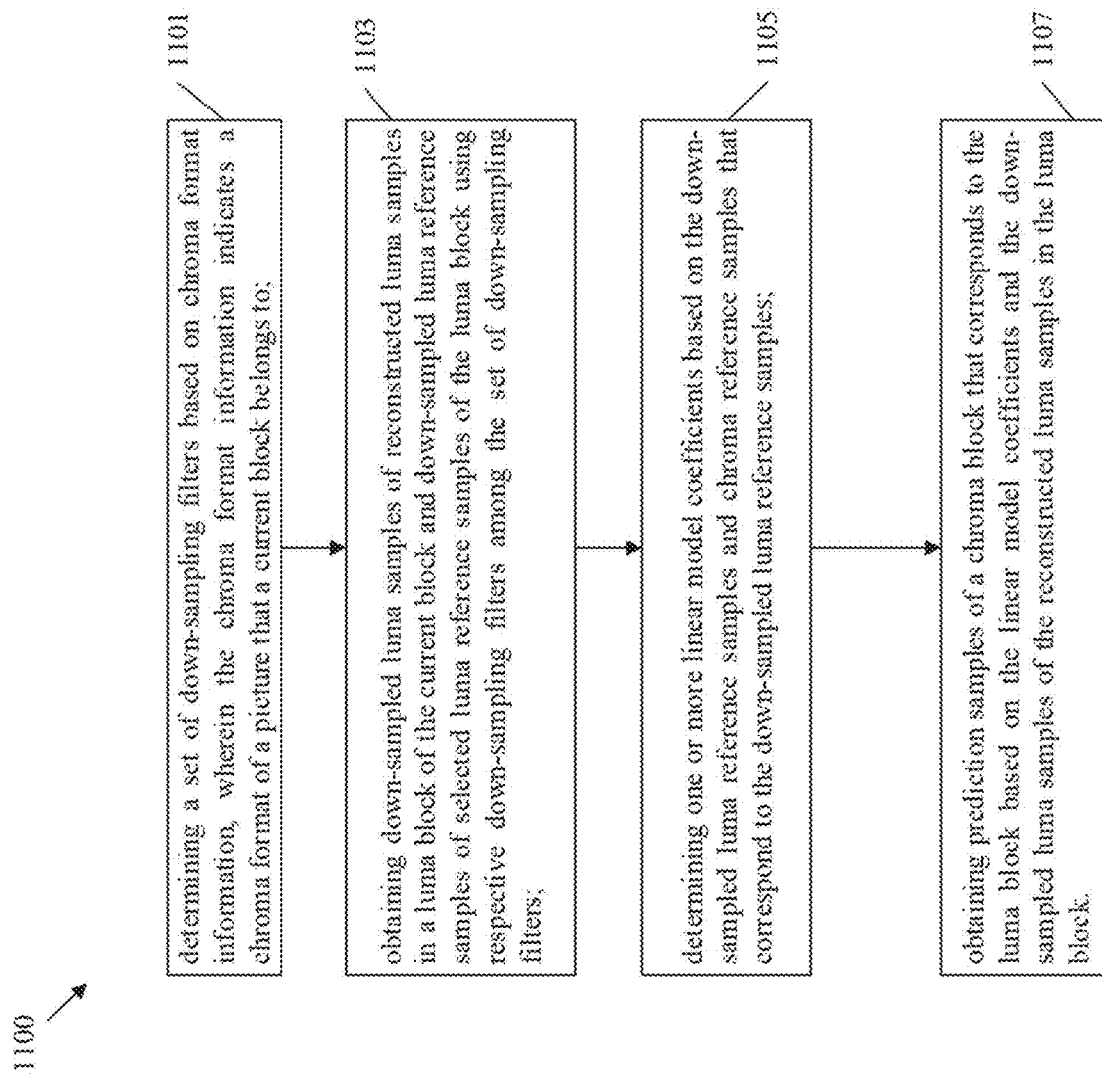 1100
determining a set of down-sampling filters based on chroma format
information, wherein the chroma format information indicates a
chroma format of a picture that a current block belongs to;
1101
obtaining down-sampled luma samples of reconstructed luma samples
in a luma block of the current block and down-sampled luma reference
samples of selected luma reference samples of the luma block using
respective down-sampling filters among the set of down-sampling
filters;
1103
determining one or more linear model coefficients based on the down-
sampled luma reference samples and chroma reference samples that
correspond to the down-sampled luma reference samples;
1105
obtaining prediction samples of a chroma block that corresponds to the
luma block based on the linear model coefficients and the down-
sampled luma samples of the reconstructed luma samples in the luma
block.
1107